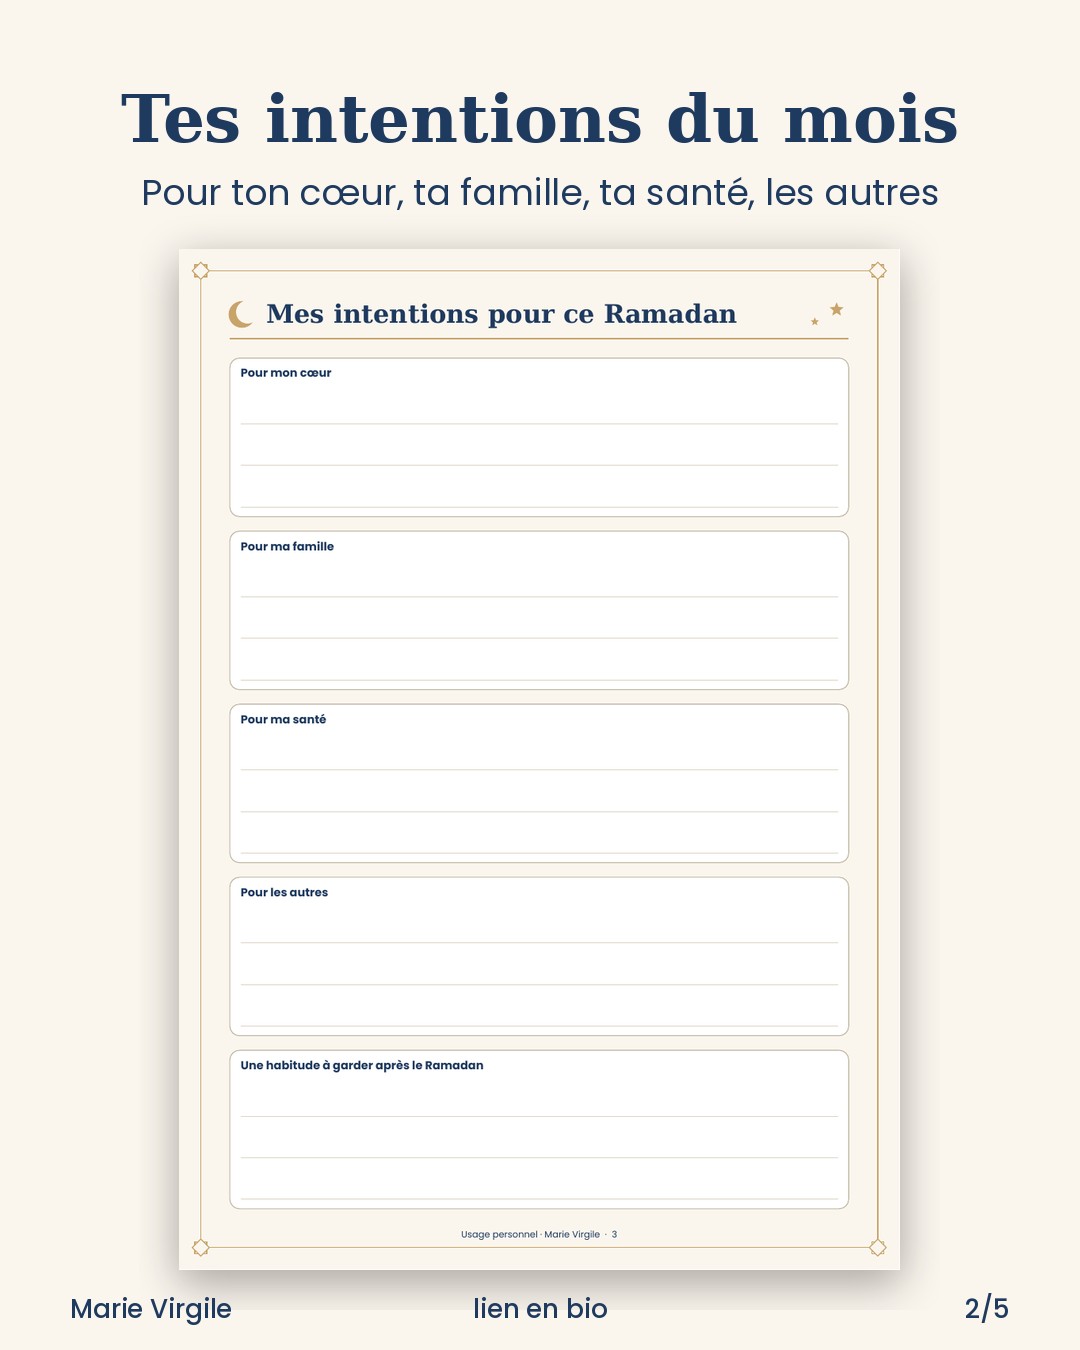 Tes intentions du mois
Pour ton cœur, ta famille, ta santé, les autres
Mes intentions pour ce Ramadan
Pour mon cœur
Pour ma famille
Pour ma santé
Pour les autres
Une habitude à garder après le Ramadan
Usage personnel · Marie Virgile · 3
Marie Virgile
lien en bio
2/5